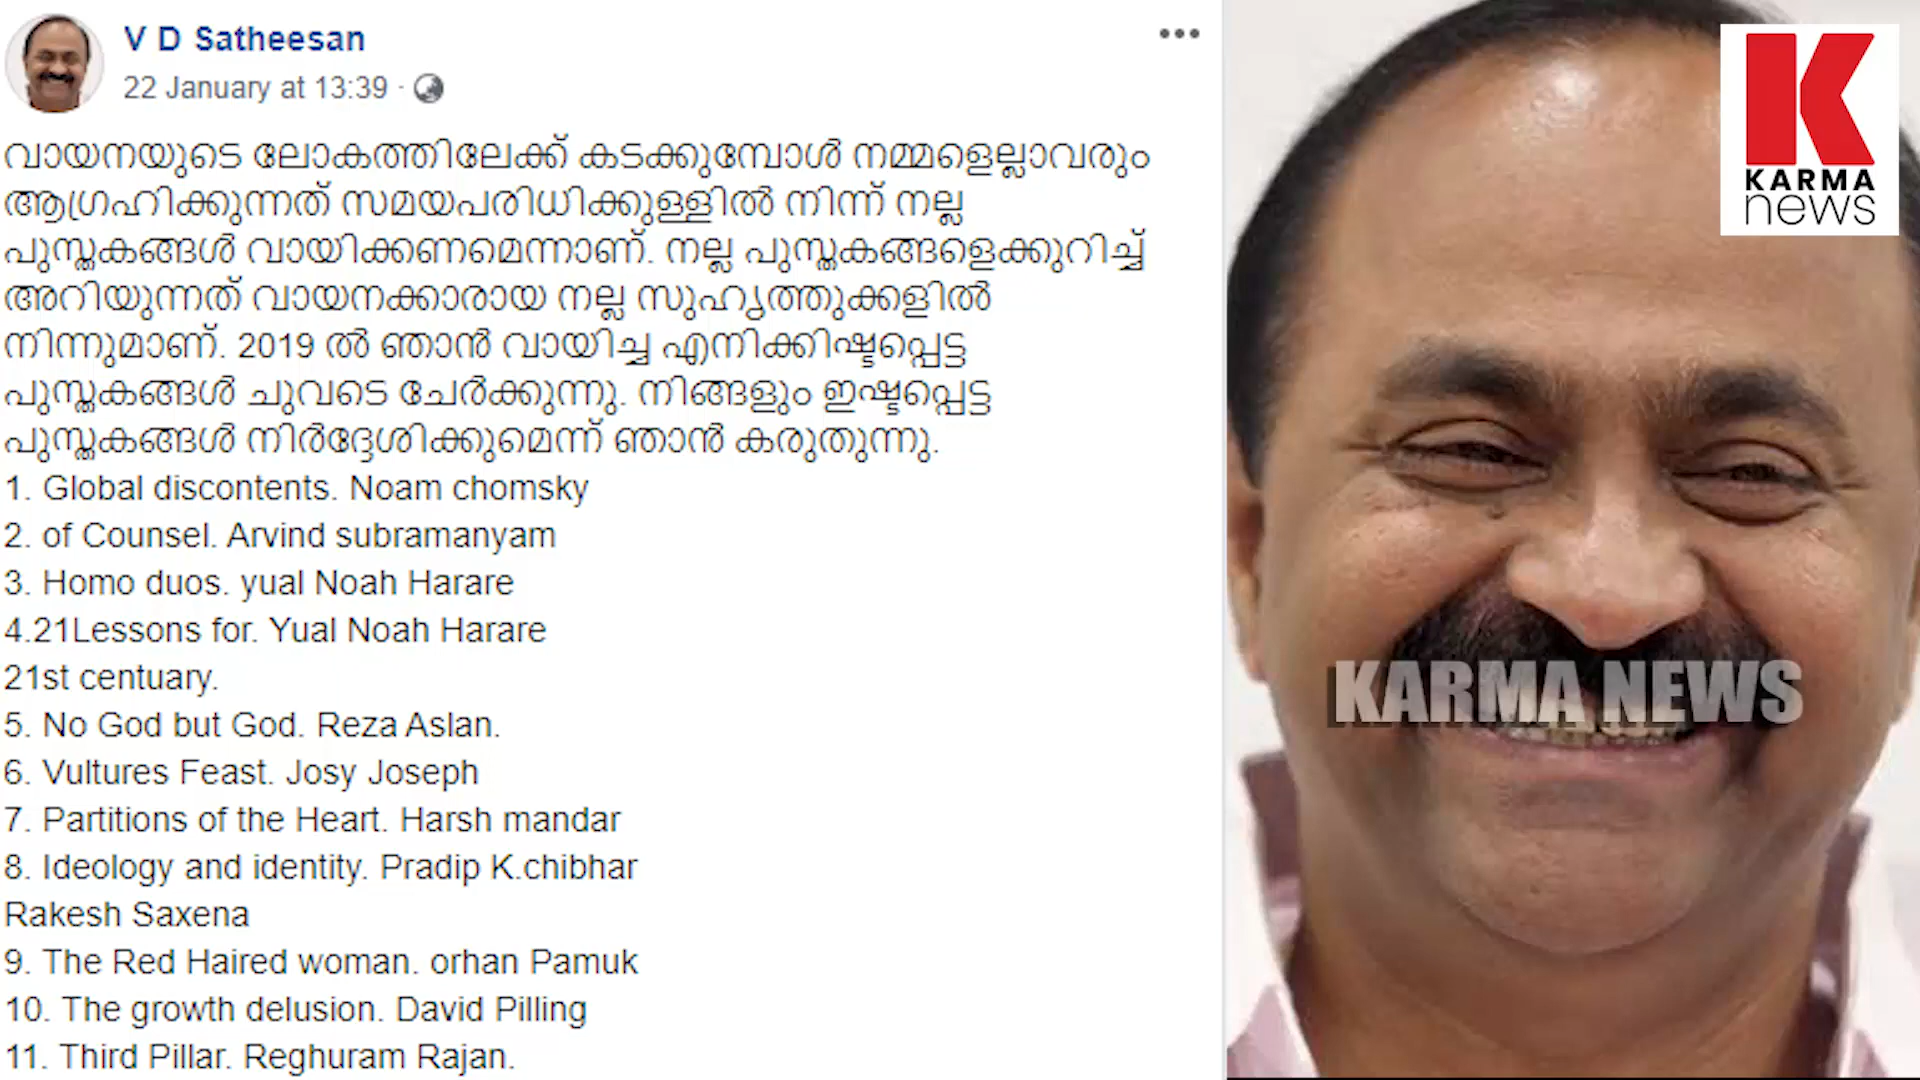 V D Satheesan
22 January at 13:39 ·
വായനയുടെ ലോകത്തിലേക്ക് കടക്കുമ്പോൾ നമ്മളെല്ലാവരും
ആഗ്രഹിക്കുന്നത് സമയപരിധിക്കുള്ളിൽ നിന്ന് നല്ല
പുസ്തകങ്ങൾ വായിക്കണമെന്നാണ്. നല്ല പുസ്തകങ്ങളെക്കുറിച്ച്
അറിയുന്നത് വായനക്കാരായ നല്ല സുഹൃത്തുക്കളിൽ
നിന്നുമാണ്. 2019 ൽ ഞാൻ വായിച്ച എനിക്കിഷ്ടപ്പെട്ട
പുസ്തകങ്ങൾ ചുവടെ ചേർക്കുന്നു. നിങ്ങളും ഇഷ്ടപ്പെട്ട
പുസ്തകങ്ങൾ നിർദ്ദേശിക്കുമെന്ന് ഞാൻ കരുതുന്നു.
1. Global discontents. Noam chomsky
2. of Counsel. Arvind subramanyam
3. Homo duos. yual Noah Harare
4.21Lessons for. Yual Noah Harare
21st centuary.
5. No God but God. Reza Aslan.
6. Vultures Feast. Josy Joseph
7. Partitions of the Heart. Harsh mandar
8. Ideology and identity. Pradip K.chibhar
Rakesh Saxena
9. The Red Haired woman. orhan Pamuk
10. The growth delusion. David Pilling
11. Third Pillar. Reghuram Rajan.
K
KARMA
news
KARMA NEWS